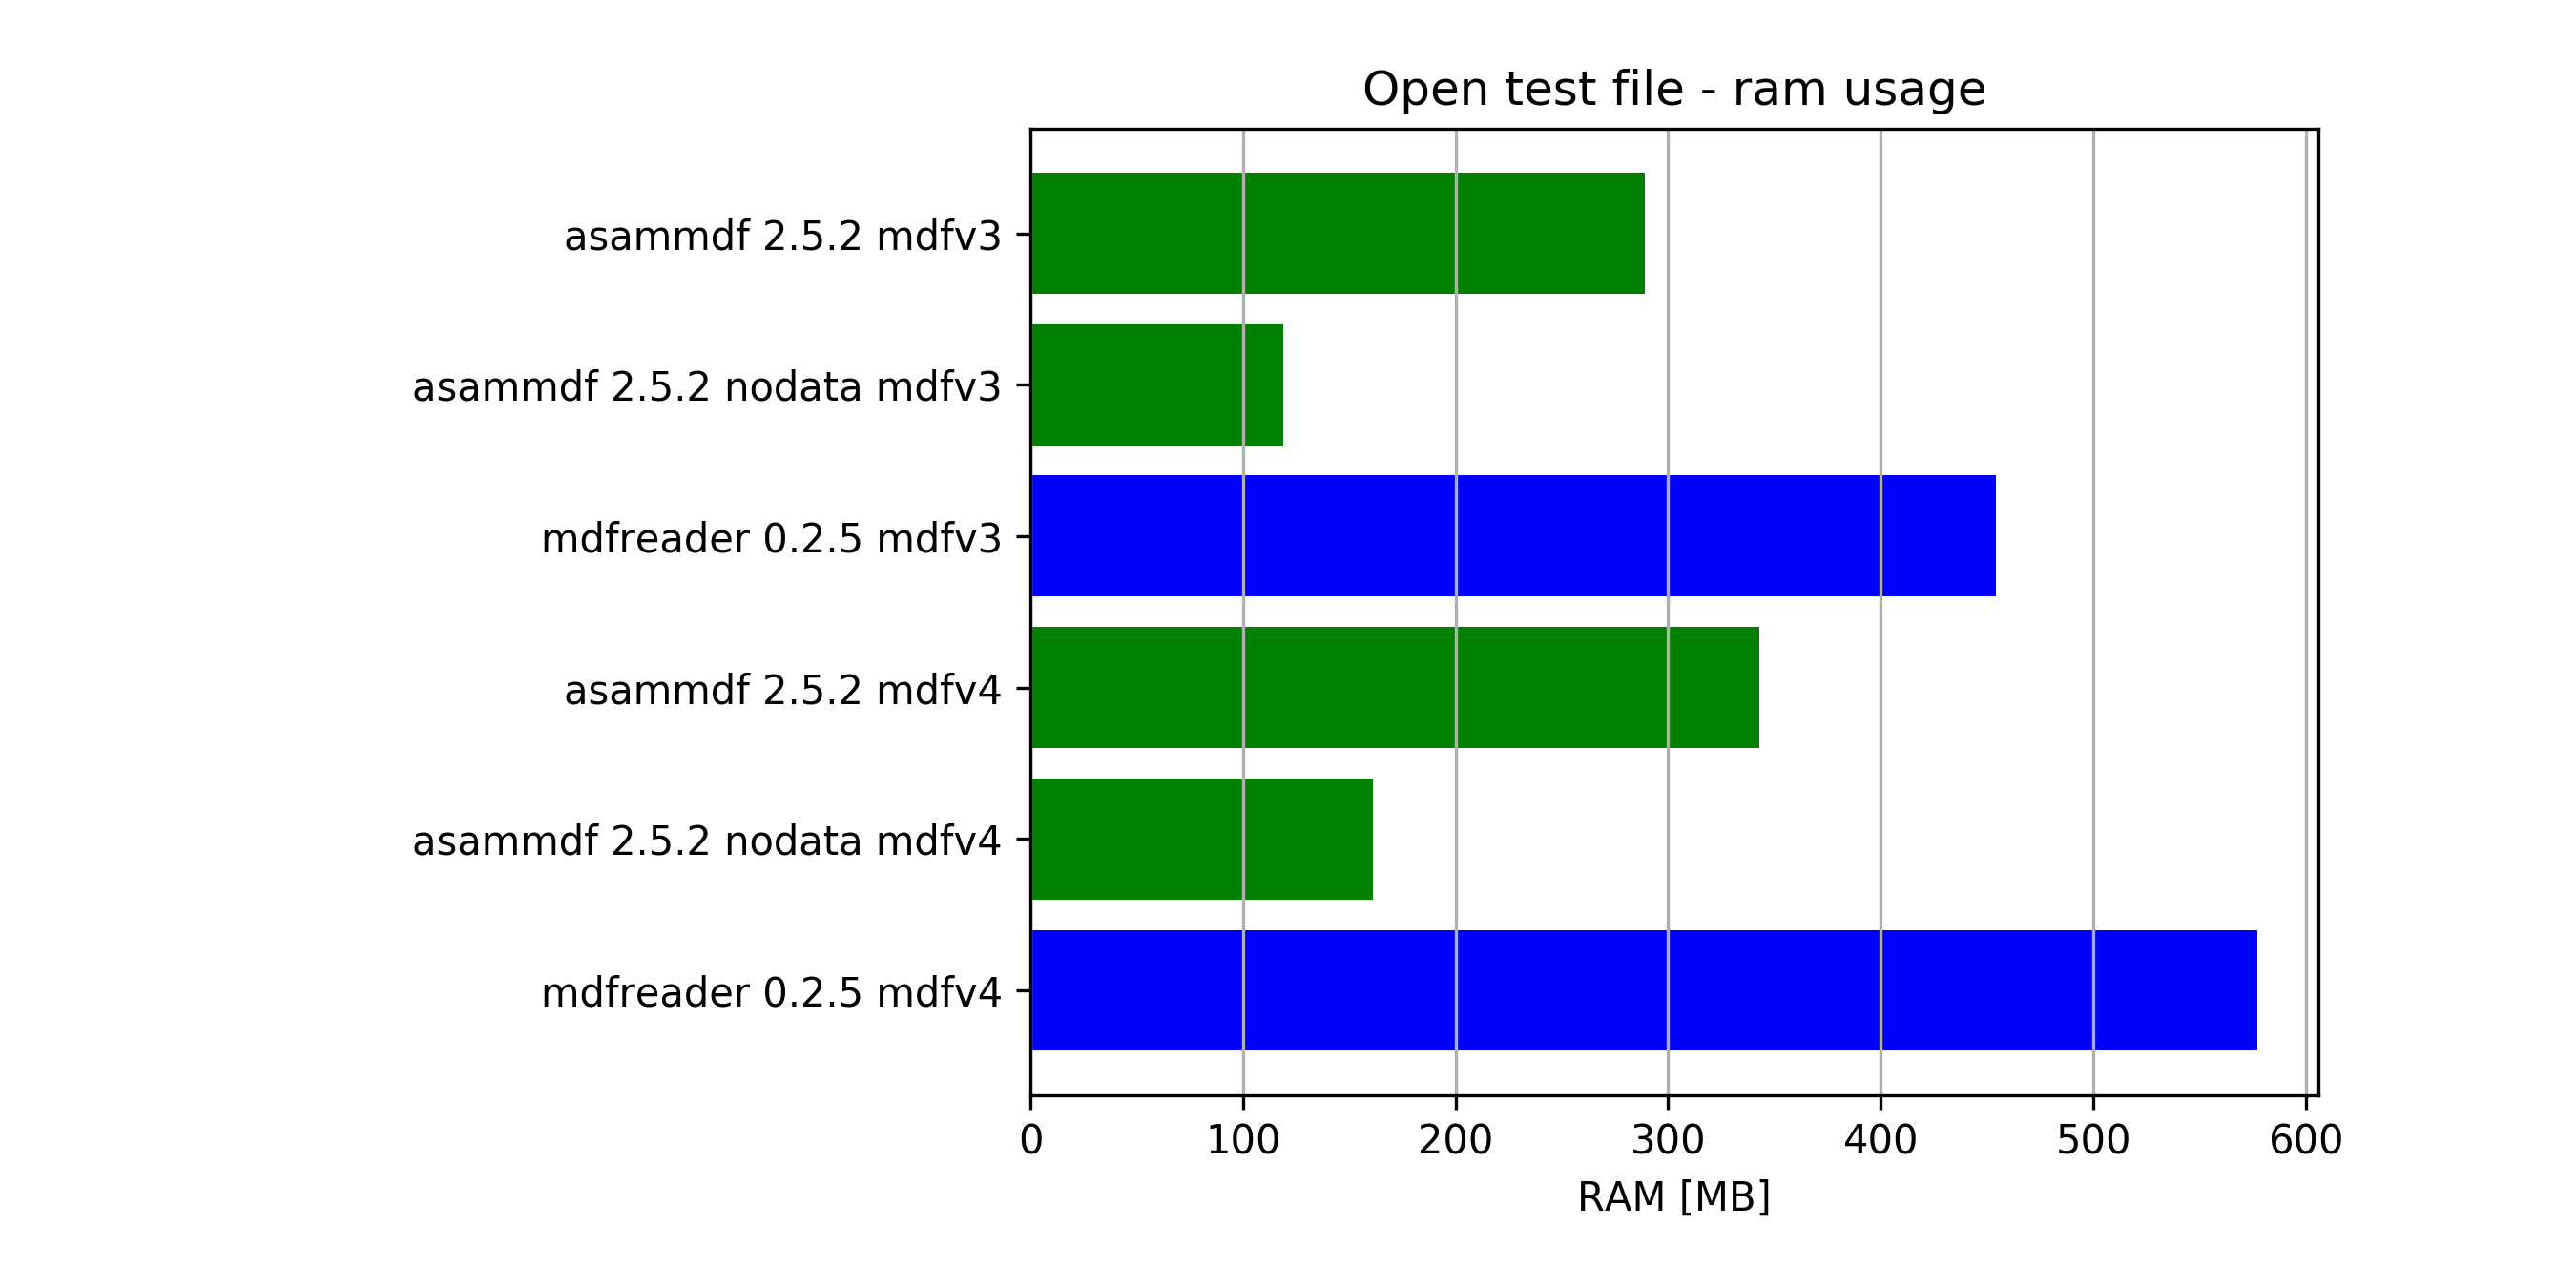 Open test file - ram usage
asammdf 2.5.2 mdfv3
asammdf 2.5.2 nodata mdfv3
mdfreader 0.2.5 mdfv3
asammdf 2.5.2 mdfv4
asammdf 2.5.2 nodata mdfv4
mdfreader 0.2.5 mdfv4
0 100 200 300 400 500 600
RAM [MB]